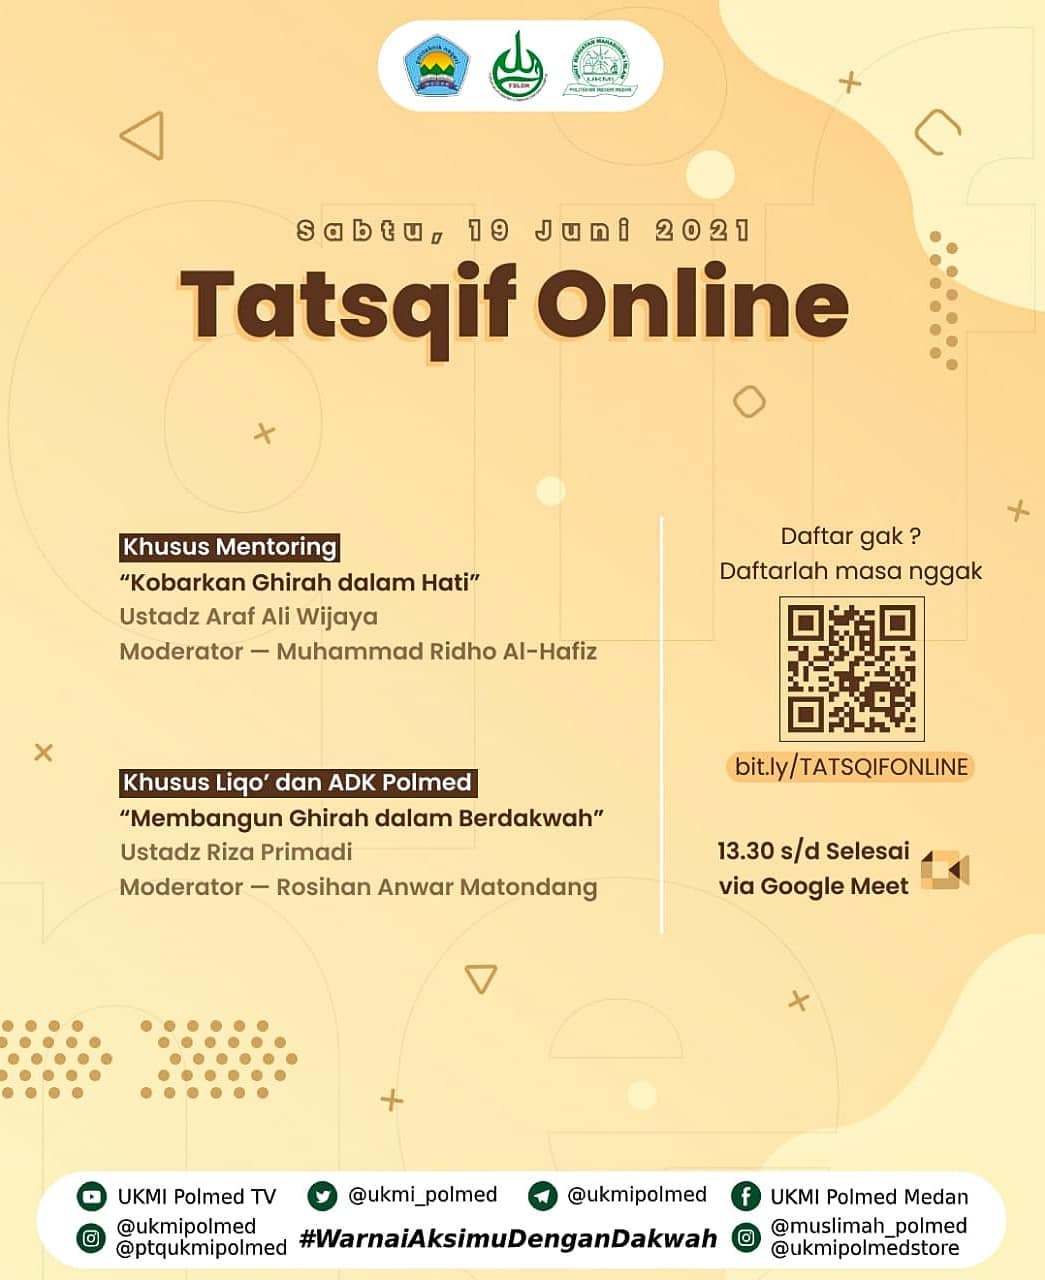 Sabtu, 19 Juni 2021
Tatsqif Online
Khusus Mentoring
“Kobarkan Ghirah dalam Hati”
Ustadz Araf Ali Wijaya
Moderator — Muhammad Ridho Al-Hafiz
Khusus Liqo’ dan ADK Polmed
“Membangun Ghirah dalam Berdakwah”
Ustadz Riza Primadi
Moderator — Rosihan Anwar Matondang
Daftar gak ?
Daftarlah masa nggak
bit.ly/TATSQIFONLINE
13.30 s/d Selesai
via Google Meet
UKMI Polmed TV
@ukmi_polmed
@ukmipolmed
UKMI Polmed Medan
@ukmipolmed
@ptqukmipolmed
#WarnaiAksimuDenganDakwah
@muslimah_polmed
@ukmipolmedstore